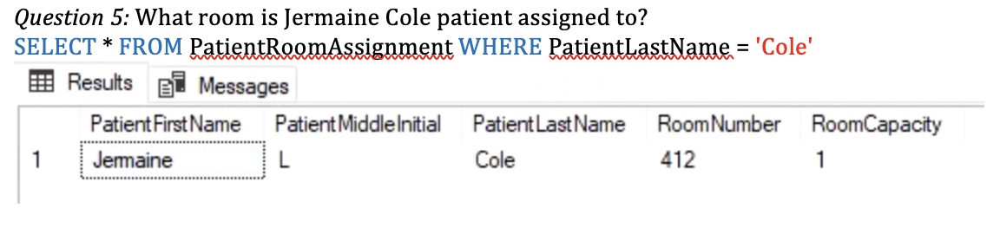 Question 5: What room is Jermaine Cole patient assigned to?
SELECT * FROM PatientRoomAssignment WHERE PatientLastName = 'Cole'
Results Messages
PatientFirstName PatientMiddleInitial PatientLastName RoomNumber RoomCapacity
1 Jermaine L Cole 412 1